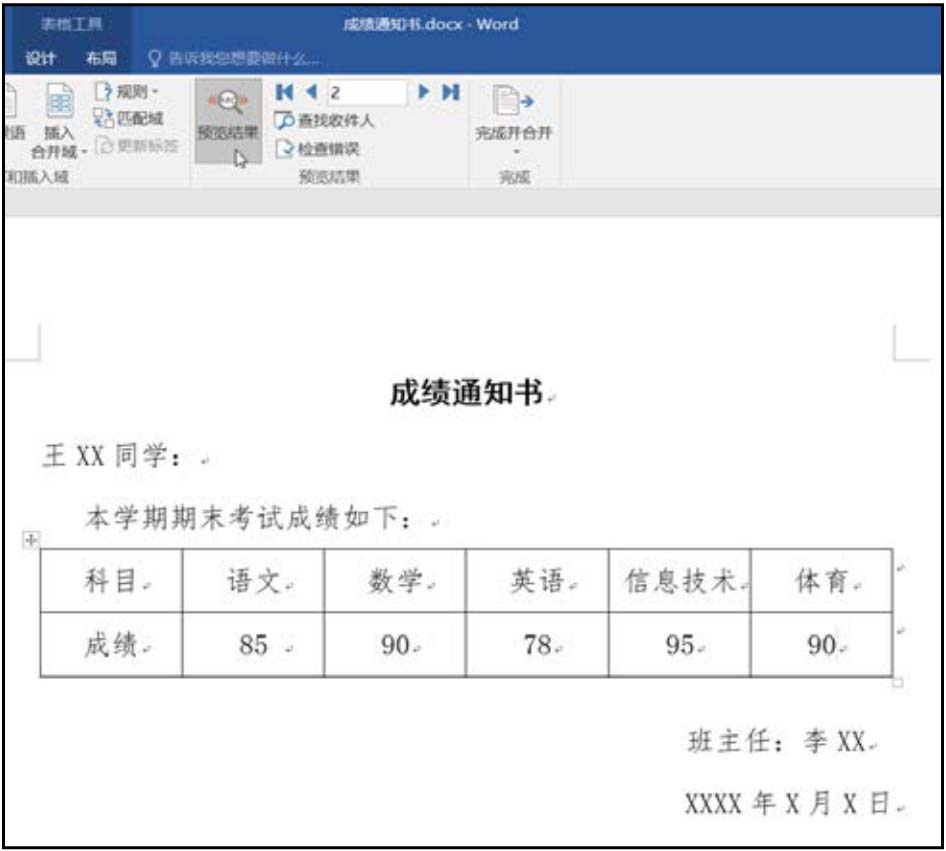 表格工具
成绩通知书.docx - Word
设计 布局 告诉我您想要做什么...
规则
匹配域
更新标签
插入
合并域
预览结果
2
查找收件人
检查错误
完成并合并
和插入域 预览结果 完成
成绩通知书
王 XX 同学：
本学期期末考试成绩如下：
科目 语文 数学 英语 信息技术 体育
成绩 85 90 78 95 90
班主任：李 XX
XXXX 年 X 月 X 日